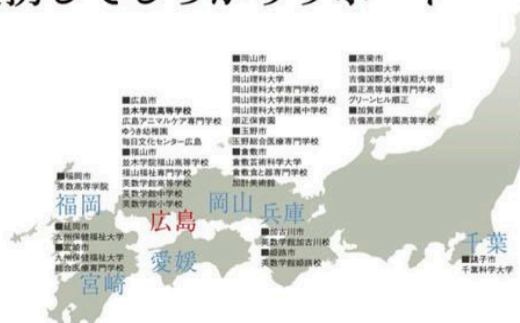 ■岡山市
英数学館岡山校
岡山理科大学
岡山理科大学専門学校
岡山理科大学附属高等学校
岡山理科大学附属中学校
順正保育園
■玉野市
玉野総合医療専門学校
■倉敷市
倉敷芸術科学大学
倉敷食と器専門学校
加計美術館
■高梁市
吉備国際大学
吉備国際大学短期大学部
順正高等看護専門学校
グリーンヒル順正
■加賀郡
吉備高原学園高等学校
■広島市
並木学院高等学校
広島アニマルケア専門学校
ゆうき幼稚園
毎日文化センター広島
■福山市
並木学院福山高等学校
福山福祉専門学校
英数学館高等学校
英数学館中学校
英数学館小学校
■福岡市
英数高等学院
福岡
広島
岡山
兵庫
■延岡市
九州保健福祉大学
■宮崎市
九州保健福祉大学
総合医療専門学校
宮崎
愛媛
■加古川市
英数学館加古川校
■姫路市
英数学館姫路校
千葉
■銚子市
千葉科学大学